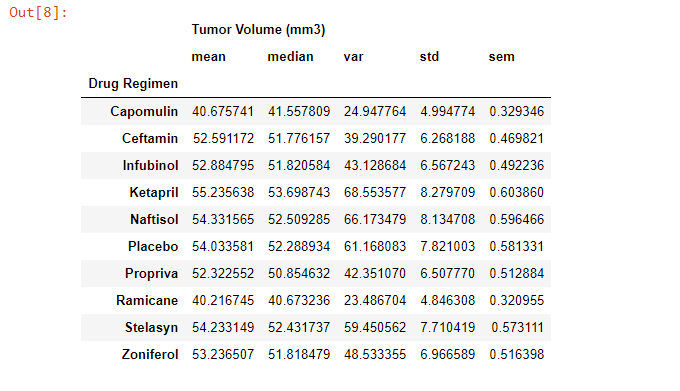 Out[8]:
Tumor Volume (mm3)
mean median var std sem
Drug Regimen
Capomulin 40.675741 41.557809 24.947764 4.994774 0.329346
Ceftamin 52.591172 51.776157 39.290177 6.268188 0.469821
Infubinol 52.884795 51.820584 43.128684 6.567243 0.492236
Ketapril 55.235638 53.698743 68.553577 8.279709 0.603860
Naftisol 54.331565 52.509285 66.173479 8.134708 0.596466
Placebo 54.033581 52.288934 61.168083 7.821003 0.581331
Propriva 52.322552 50.854632 42.351070 6.507770 0.512884
Ramicane 40.216745 40.673236 23.486704 4.846308 0.320955
Stelasyn 54.233149 52.431737 59.450562 7.710419 0.573111
Zoniferol 53.236507 51.818479 48.533355 6.966589 0.516398